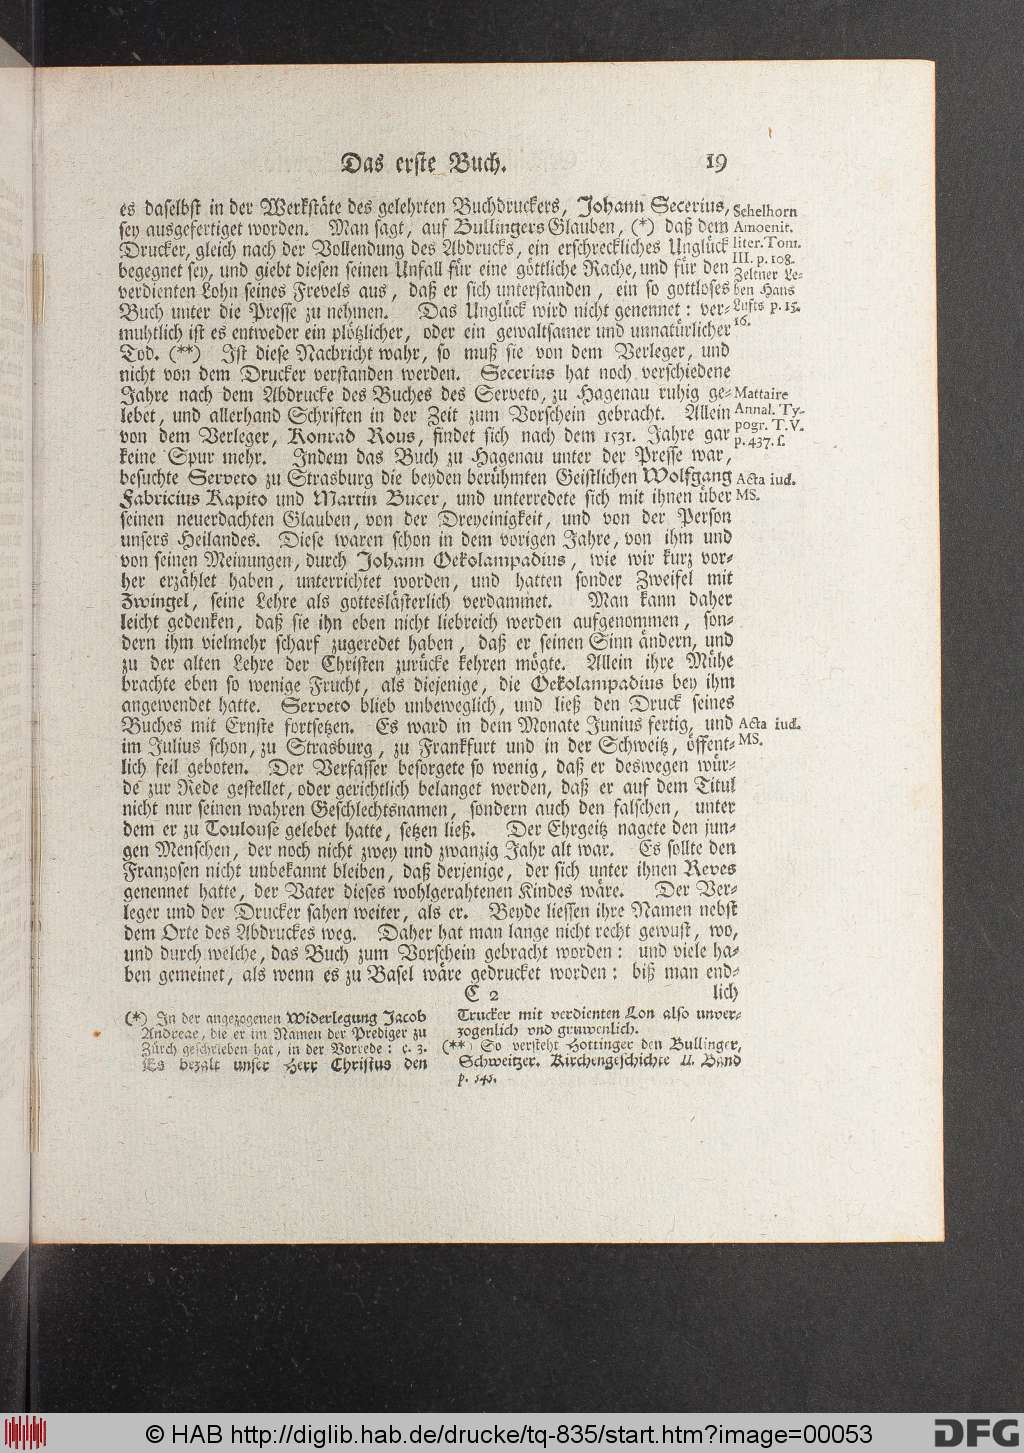 Das erste Buch. 19
es daselbst in der Werkstäte des gelehrten Buchdruckers, Johann Secerius,
sey ausgefertiget worden. Man sagt, auf Bullingers Glauben, (*) daß dem
Drucker, gleich nach der Vollendung des Abdrucks, ein erschreckliches Unglück
begegnet sey, und giebt diesen seinen Unfall für eine göttliche Rache, und für den
verdienten Lohn seines Frevels aus, daß er sich unterstanden, ein so gottloses
Buch unter die Presse zu nehmen. Das Unglück wird nicht genennet: ver-
muhtlich ist es entweder ein plötzlicher, oder ein gewaltsamer und unnatürlicher
Tod. (**) Ist diese Nachricht wahr, so muß sie von dem Verleger, und
nicht von dem Drucker verstanden werden. Secerius hat noch verschiedene
Jahre nach dem Abdrucke des Buches des Serveto, zu Hagenau ruhig ge-
lebet, und allerhand Schriften in der Zeit zum Vorschein gebracht. Allein
von dem Verleger, Konrad Rous, findet sich nach dem 1531. Jahre gar
keine Spur mehr. Indem das Buch zu Hagenau unter der Presse war,
besuchte Serveto zu Strasburg die beyden berühmten Geistlichen Wolfgang
Fabricius Kapito und Martin Bucer, und unterredete sich mit ihnen über
seinen neuerdachten Glauben, von der Dreyeinigkeit, und von der Person
unsers Heilandes. Diese waren schon in dem vorigen Jahre, von ihm und
von seinen Meinungen, durch Johann Oekolampadius, wie wir kurz vor-
her erzählet haben, unterrichtet worden, und hatten sonder Zweifel mit
Zwingel, seine Lehre als gotteslästerlich verdammet. Man kann daher
leicht gedenken, daß sie ihn eben nicht liebreich werden aufgenommen, son-
dern ihm vielmehr scharf zugeredet haben, daß er seinen Sinn ändern, und
zu der alten Lehre der Christen zurücke kehren mögte. Allein ihre Mühe
brachte eben so wenige Frucht, als diejenige, die Oekolampadius bey ihm
angewendet hatte. Serveto blieb unbeweglich, und ließ den Druck seines
Buches mit Ernste fortsetzen. Es ward in dem Monate Junius fertig, und
im Julius schon, zu Strasburg, zu Frankfurt und in der Schweitz, öffent-
lich feil geboten. Der Verfasser besorgete so wenig, daß er deswegen wür-
de zur Rede gestellet, oder gerichtlich belanget werden, daß er auf dem Titul
nicht nur seinen wahren Geschlechtsnamen, sondern auch den falschen, unter
dem er zu Toulouse gelebet hatte, setzen ließ. Der Ehrgeitz nagete den jun-
gen Menschen, der noch nicht zwey und zwanzig Jahr alt war. Es sollte den
Franzosen nicht unbekannt bleiben, daß derjenige, der sich unter ihnen Reves
genennet hatte, der Vater dieses wohlgerahtenen Kindes wäre. Der Ver-
leger und der Drucker sahen weiter, als er. Beyde liessen ihre Namen nebst
dem Orte des Abdruckes weg. Daher hat man lange nicht recht gewust, wo,
und durch welche, das Buch zum Vorschein gebracht worden: und viele ha-
ben gemeinet, als wenn es zu Basel wäre gedrucket worden: biß man end-
C 2 lich
Schelhorn
Amoenit.
liter. Tom.
III. p. 108.
Zeltner Le-
ben Hans
Lufts p. 15.
16.
Mattaire
Annal. Ty-
pogr. T. V.
p. 437. s.
Acta iud.
MS.
Acta iud.
MS.
(*) In der angezogenen Widerlegung Jacob
Andreae, die er im Namen der Prediger zu
Zürch geschrieben hat, in der Vorrede: c. 3.
Es bezalt unser Herr Christus den
Trucker mit verdienten Lon also unver-
zogenlich vnd gruwenlich.
(**) So versteht Hottinger den Bullinger,
Schweitzer. Kirchengeschichte II. Band
p. 545.
© HAB http://diglib.hab.de/drucke/tq-835/start.htm?image=00053
DFG